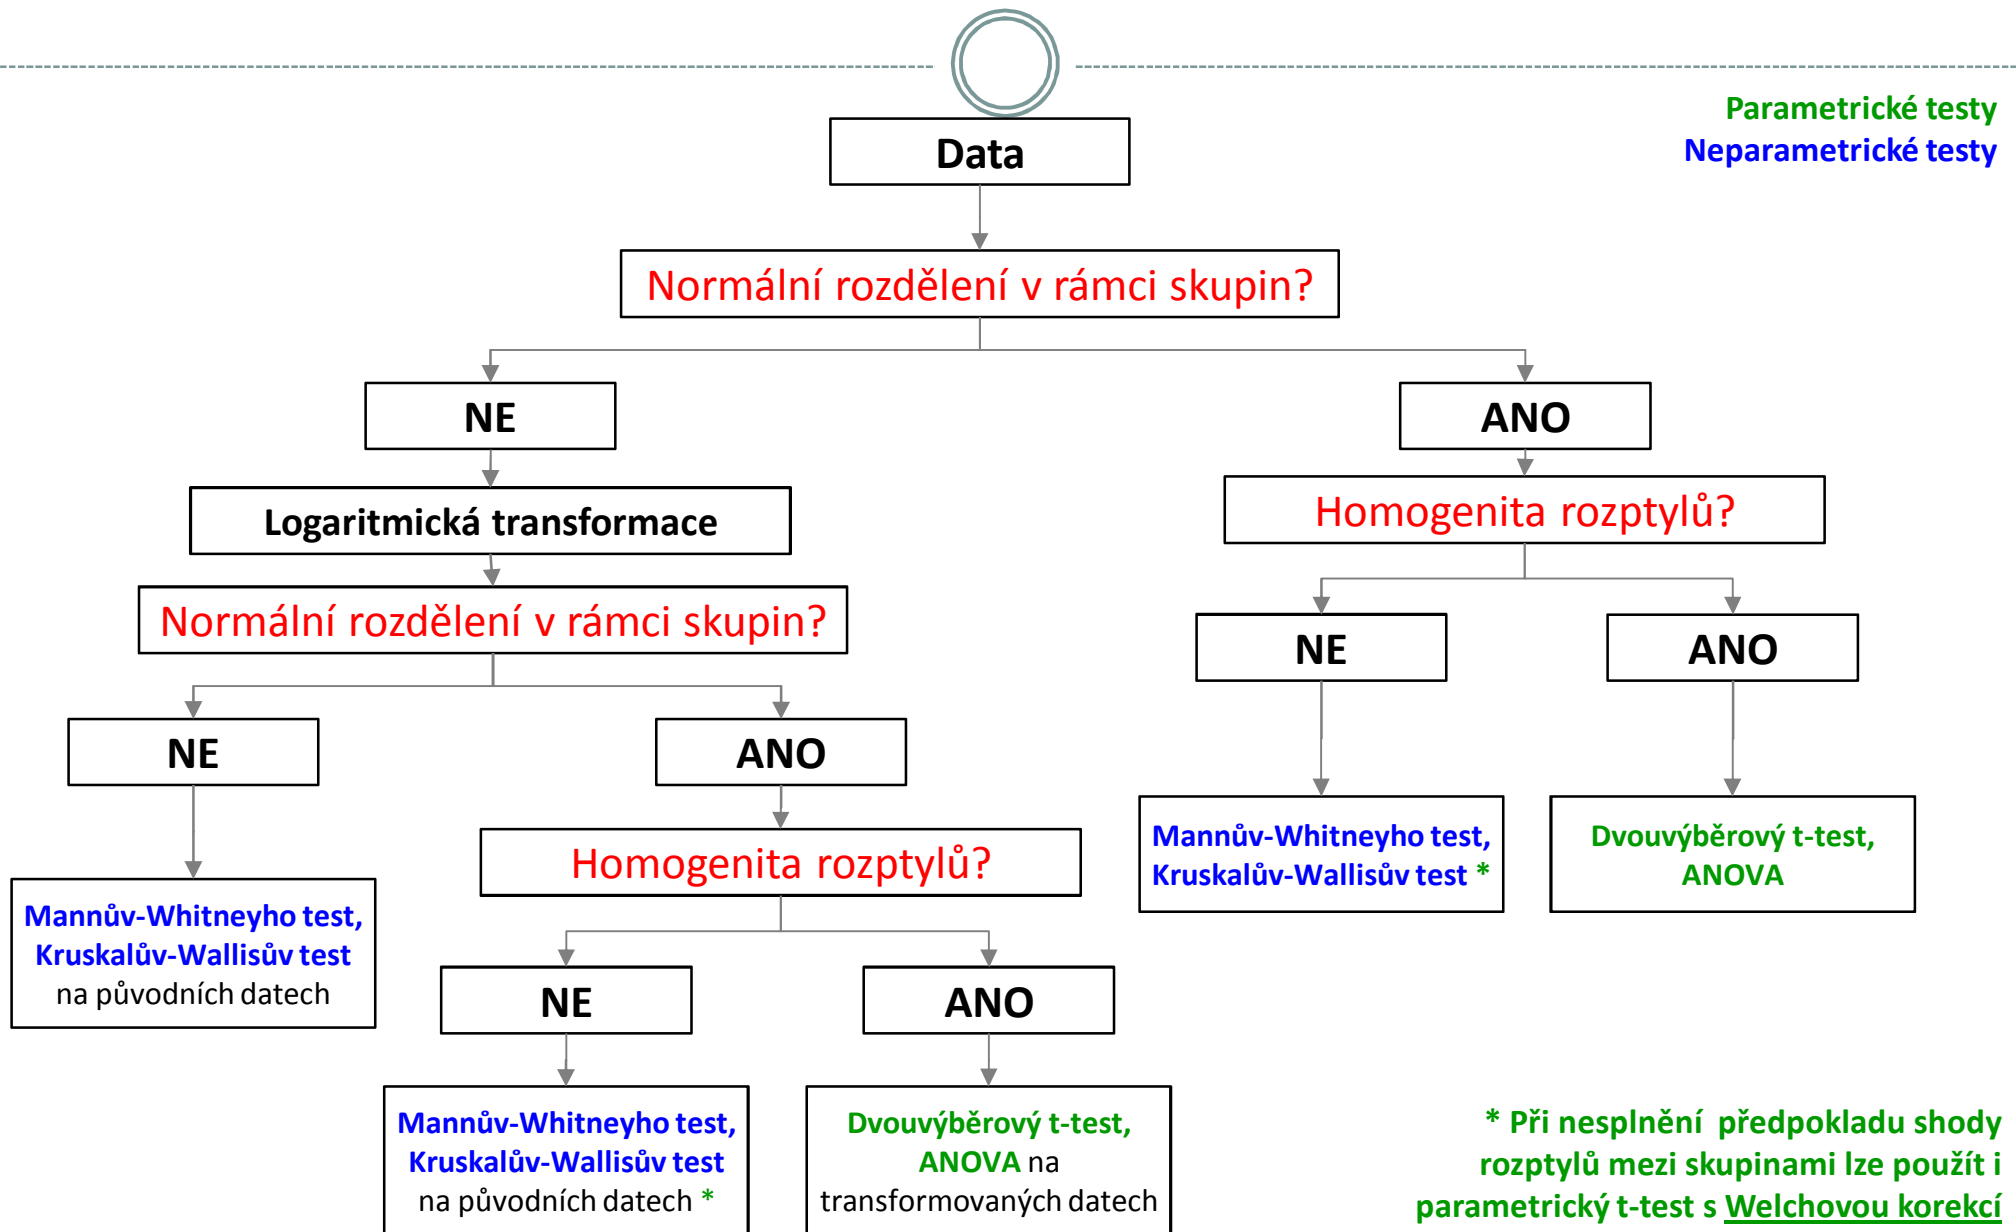 Parametrické testy
Neparametrické testy
Data
Normální rozdělení v rámci skupin?
NE
ANO
Logaritmická transformace
Homogenita rozptylů?
Normální rozdělení v rámci skupin?
NE
ANO
NE
ANO
Mannův-Whitneyho test,
Kruskalův-Wallisův test *
Dvouvýběrový t-test,
ANOVA
Homogenita rozptylů?
Mannův-Whitneyho test,
Kruskalův-Wallisův test
na původních datech
NE
ANO
Mannův-Whitneyho test,
Kruskalův-Wallisův test
na původních datech *
Dvouvýběrový t-test,
ANOVA na
transformovaných datech
* Při nesplnění předpokladu shody
rozptylů mezi skupinami lze použít i
parametrický t-test s Welchovou korekcí